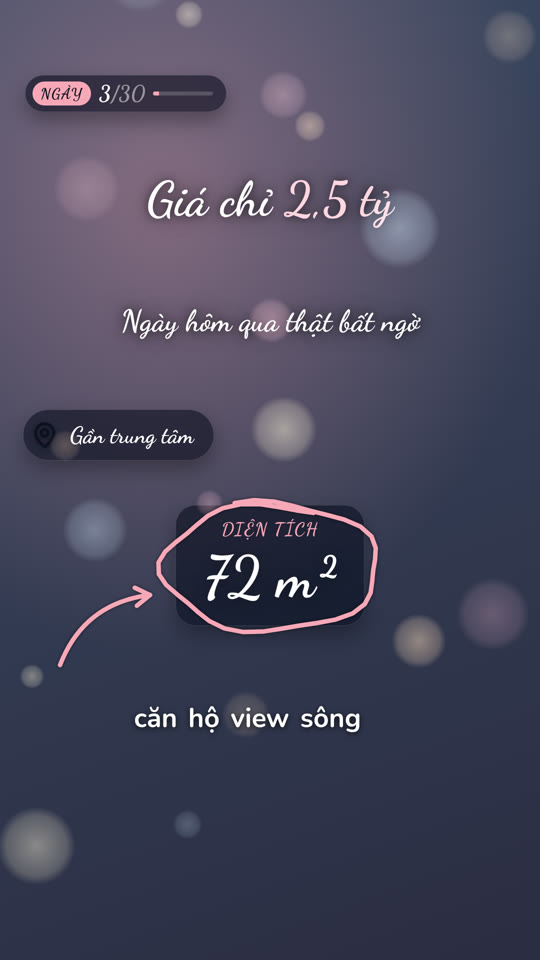 NGÀY 3/30
Giá chỉ 2,5 tỷ
Ngày hôm qua thật bất ngờ
Gần trung tâm
DIỆN TÍCH
72 m²
căn hộ view sông